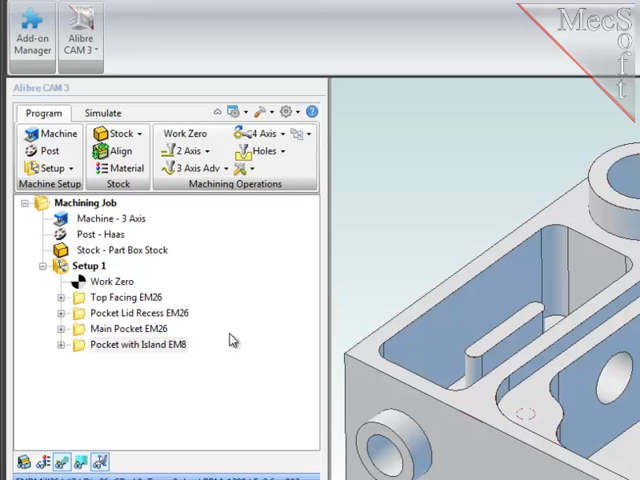 MecSoft
Add-on
Manager
Alibre
CAM 3
Alibre CAM 3
Program
Simulate
Machine
Stock
Work Zero
4 Axis
Post
Align
2 Axis
Holes
Setup
Material
3 Axis Adv
Machine Setup
Stock
Machining Operations
Machining Job
Machine - 3 Axis
Post - Haas
Stock - Part Box Stock
Setup 1
Work Zero
Top Facing EM26
Pocket Lid Recess EM26
Main Pocket EM26
Pocket with Island EM8